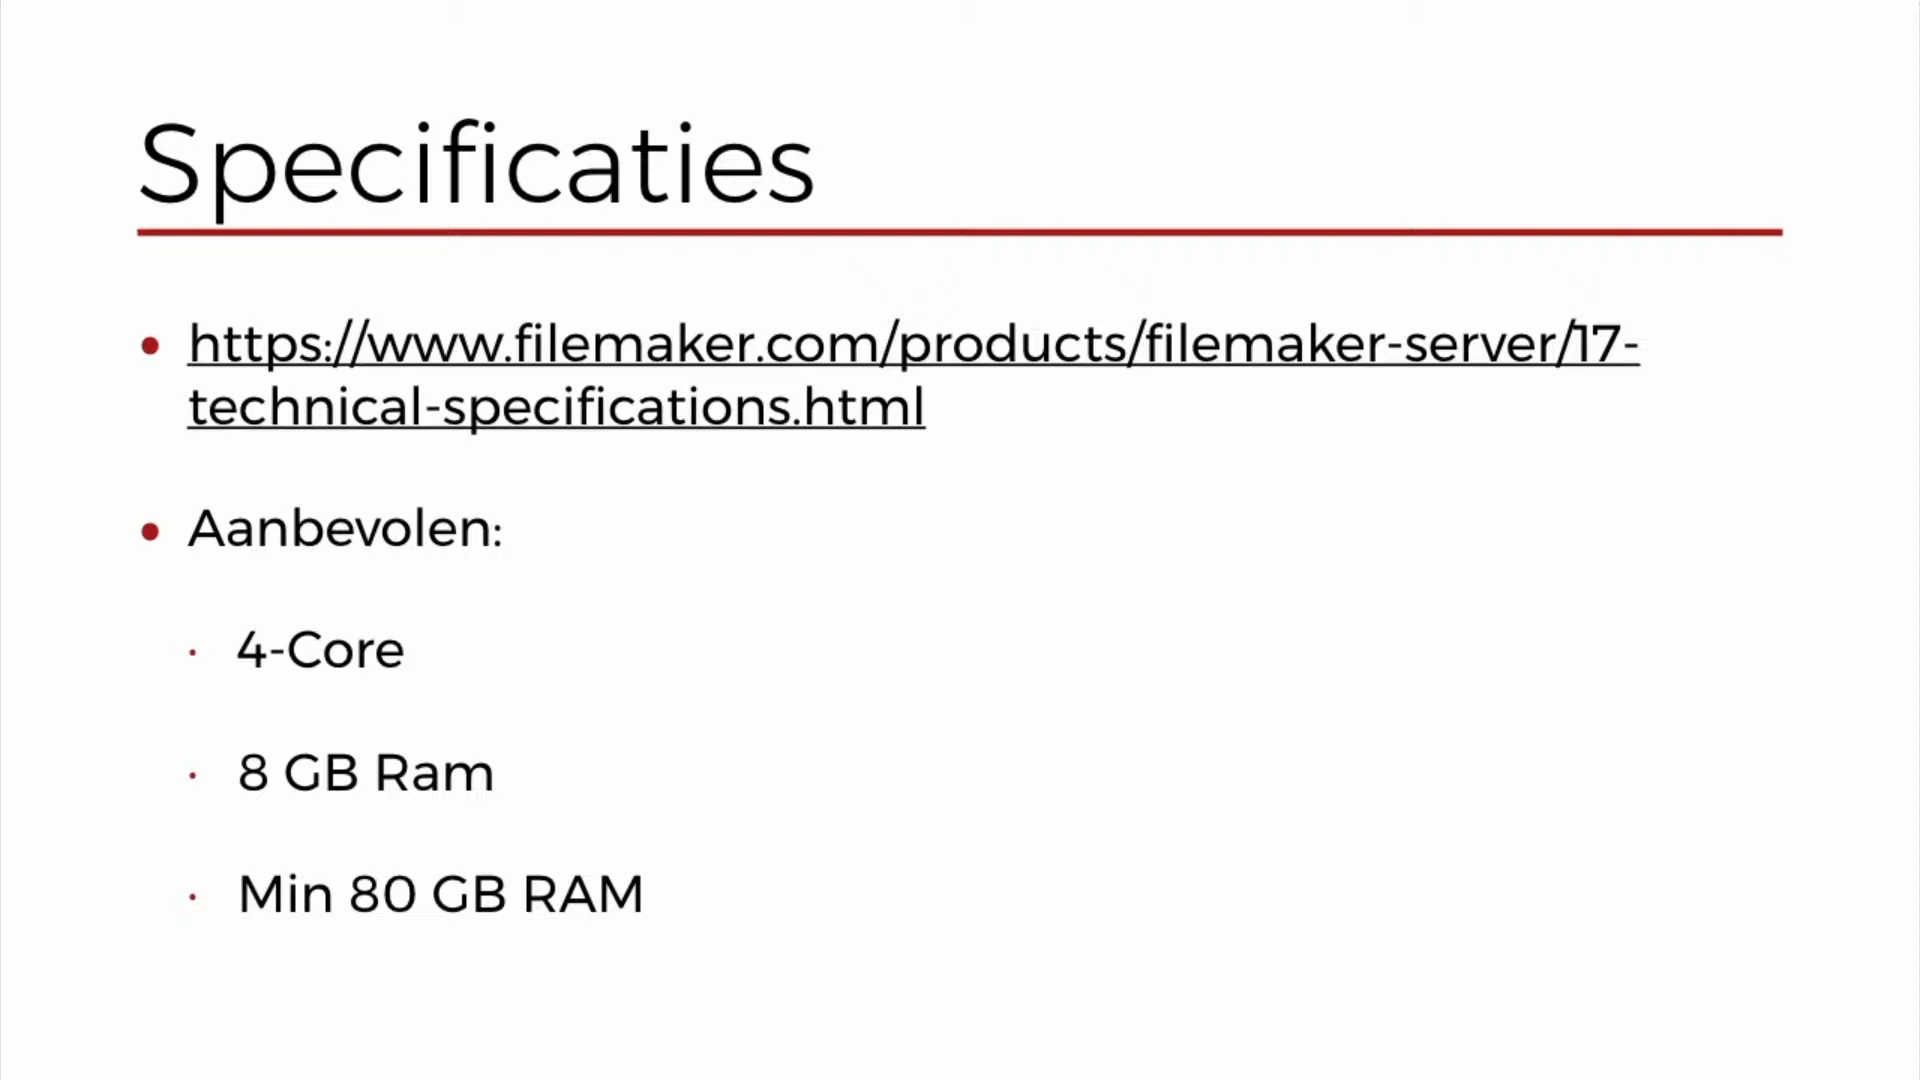 Specificaties
• https://www.filemaker.com/products/filemaker-server/17-
technical-specifications.html
• Aanbevolen:
• 4-Core
• 8 GB Ram
• Min 80 GB RAM